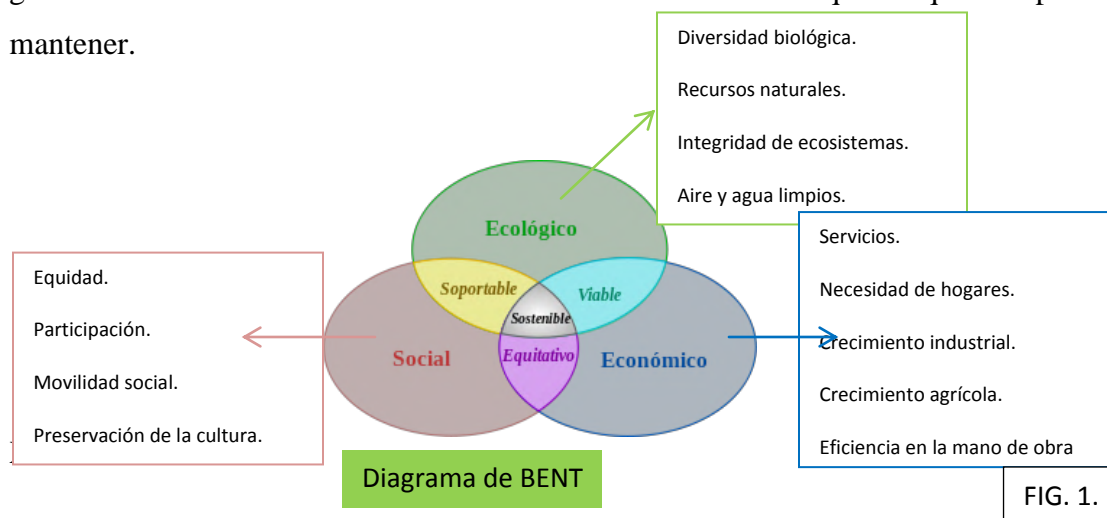 mantener.
Diversidad biológica.
Recursos naturales.
Integridad de ecosistemas.
Aire y agua limpios.
Ecológico
Servicios.
Necesidad de hogares.
Crecimiento industrial.
Crecimiento agrícola.
Eficiencia en la mano de obra
Equidad.
Participación.
Movilidad social.
Preservación de la cultura.
Soportable
Viable
Sostenible
Social
Equitativo
Económico
Diagrama de BENT
FIG. 1.